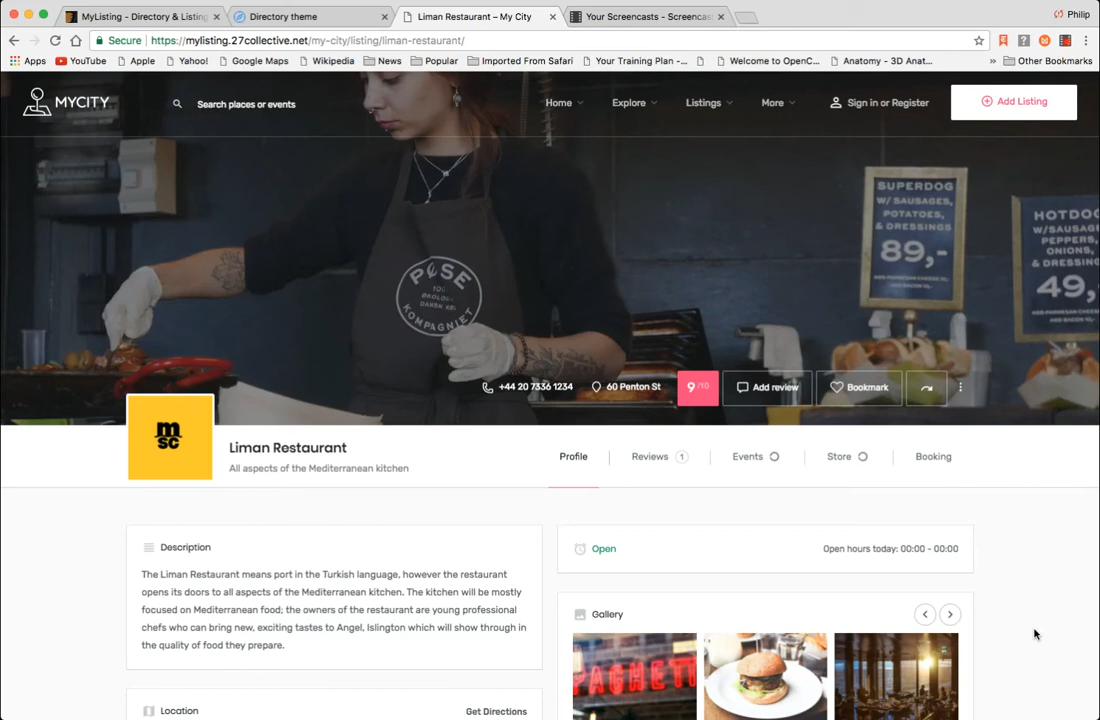 MyListing - Directory & Listing
Directory theme
Liman Restaurant – My City
Your Screencasts - Screencas
Philip
Secure
https://mylisting.27collective.net/my-city/listing/liman-restaurant/
Apps
YouTube
Apple
Yahoo!
Google Maps
Wikipedia
News
Popular
Imported From Safari
Your Training Plan -...
Welcome to OpenC...
Anatomy - 3D Anat...
»
Other Bookmarks
MYCITY
Search places or events
Home
Explore
Listings
More
Sign in or Register
Add Listing
SUPERDOG
W/ SAUSAGES,
POTATOES,
& DRESSINGS
89,-
HOTDOG
W/SAUSAGE
PEPPERS,
ONIONS,
& DRESSING
49,
PØLSE
KOMPAGNIET
+44 20 7336 1234
60 Penton St
9 /10
Add review
Bookmark
m
sc
Liman Restaurant
All aspects of the Mediterranean kitchen
Profile
Reviews 1
Events
Store
Booking
Description
The Liman Restaurant means port in the Turkish language, however the restaurant
opens its doors to all aspects of the Mediterranean kitchen. The kitchen will be mostly
focused on Mediterranean food; the owners of the restaurant are young professional
chefs who can bring new, exciting tastes to Angel, Islington which will show through in
the quality of food they prepare.
Open
Open hours today: 00:00 - 00:00
Gallery
SPAGHETTI
Location
Get Directions